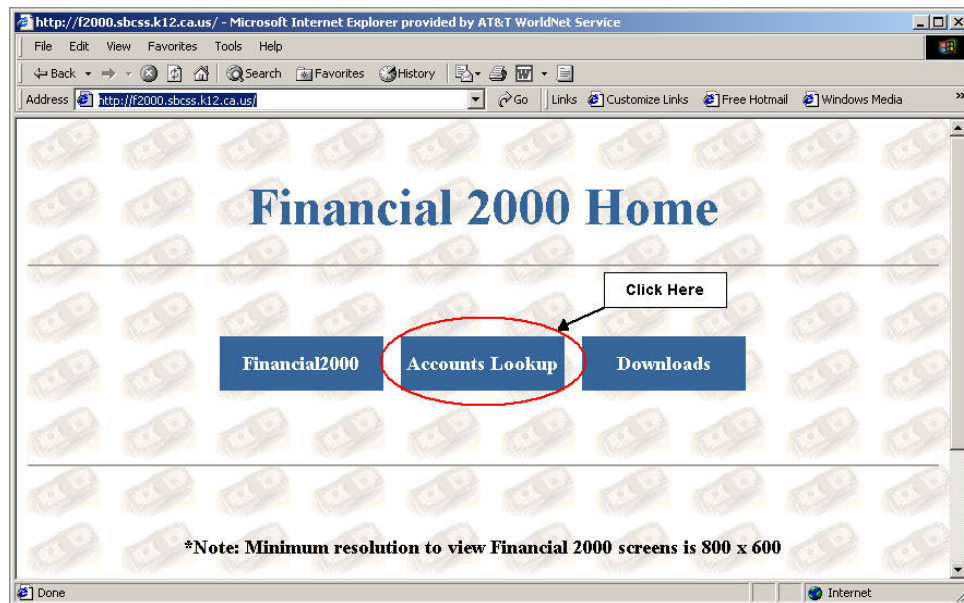 http://f2000.sbcss.k12.ca.us/ - Microsoft Internet Explorer provided by AT&T WorldNet Service
File Edit View Favorites Tools Help
Back Search Favorites History
Address http://f2000.sbcss.k12.ca.us/ Go Links Customize Links Free Hotmail Windows Media »
Financial 2000 Home
Click Here
Financial2000 Accounts Lookup Downloads
*Note: Minimum resolution to view Financial 2000 screens is 800 x 600
Done Internet